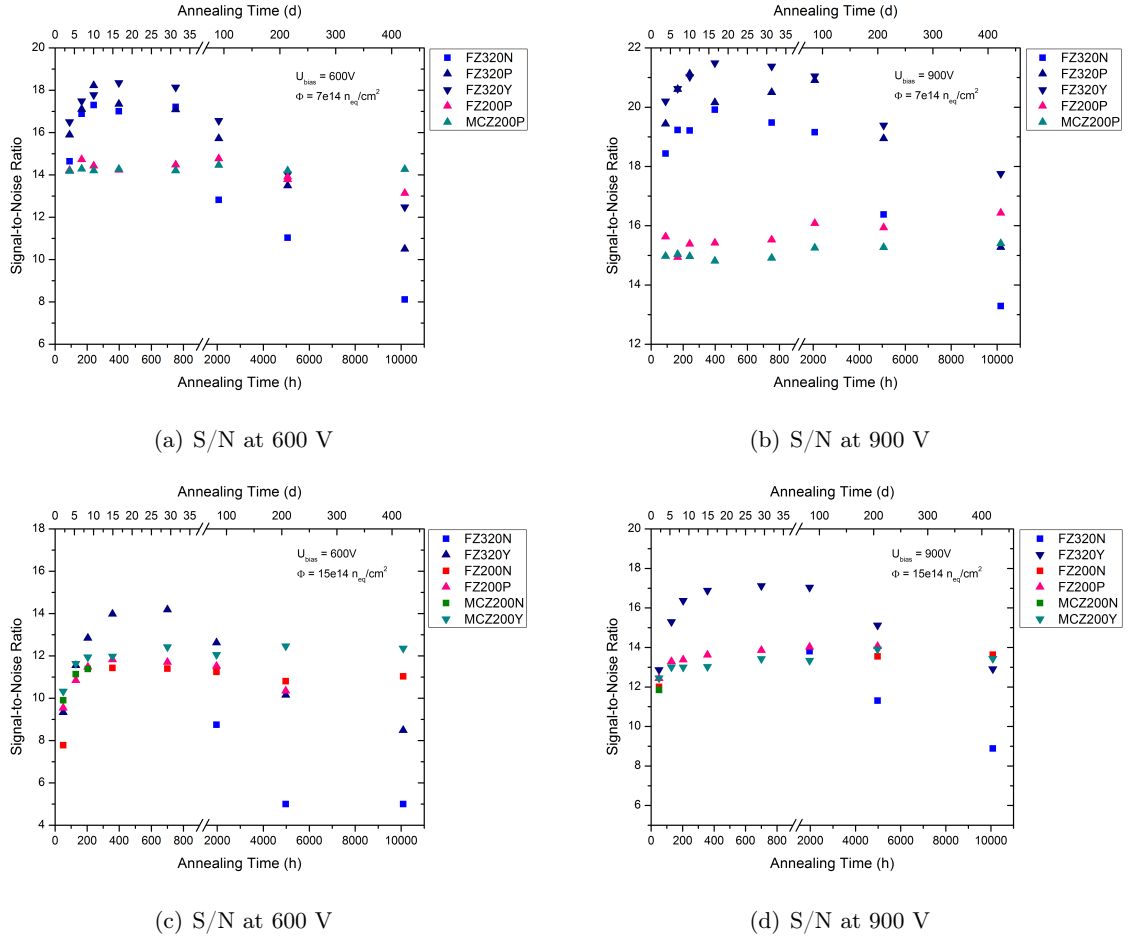 Annealing Time (d)
0 5 10 15 20 25 30 35 100 200 300 400
20
18
16
14
12
10
8
6
Signal-to-Noise Ratio
U_bias = 600V
Φ = 7e14 n_eq/cm²
0 200 400 600 800 2000 4000 6000 8000 10000
Annealing Time (h)
FZ320N
FZ320P
FZ320Y
FZ200P
MCZ200P
(a) S/N at 600 V
Annealing Time (d)
0 5 10 15 20 25 30 35 100 200 300 400
22
20
18
16
14
12
Signal-to-Noise Ratio
U_bias = 900V
Φ = 7e14 n_eq/cm²
0 200 400 600 800 2000 4000 6000 8000 10000
Annealing Time (h)
FZ320N
FZ320P
FZ320Y
FZ200P
MCZ200P
(b) S/N at 900 V
Annealing Time (d)
0 5 10 15 20 25 30 35 100 200 300 400
18
16
14
12
10
8
6
4
Signal-to-Noise Ratio
U_bias = 600V
Φ = 15e14 n_eq/cm²
0 200 400 600 800 2000 4000 6000 8000 10000
Annealing Time (h)
FZ320N
FZ320Y
FZ200N
FZ200P
MCZ200N
MCZ200Y
(c) S/N at 600 V
Annealing Time (d)
0 5 10 15 20 25 30 35 100 200 300 400
20
18
16
14
12
10
8
6
Signal-to-Noise Ratio
U_bias = 900V
Φ = 15e14 n_eq/cm²
0 200 400 600 800 2000 4000 6000 8000 10000
Annealing Time (h)
FZ320N
FZ320Y
FZ200N
FZ200P
MCZ200N
MCZ200Y
(d) S/N at 900 V